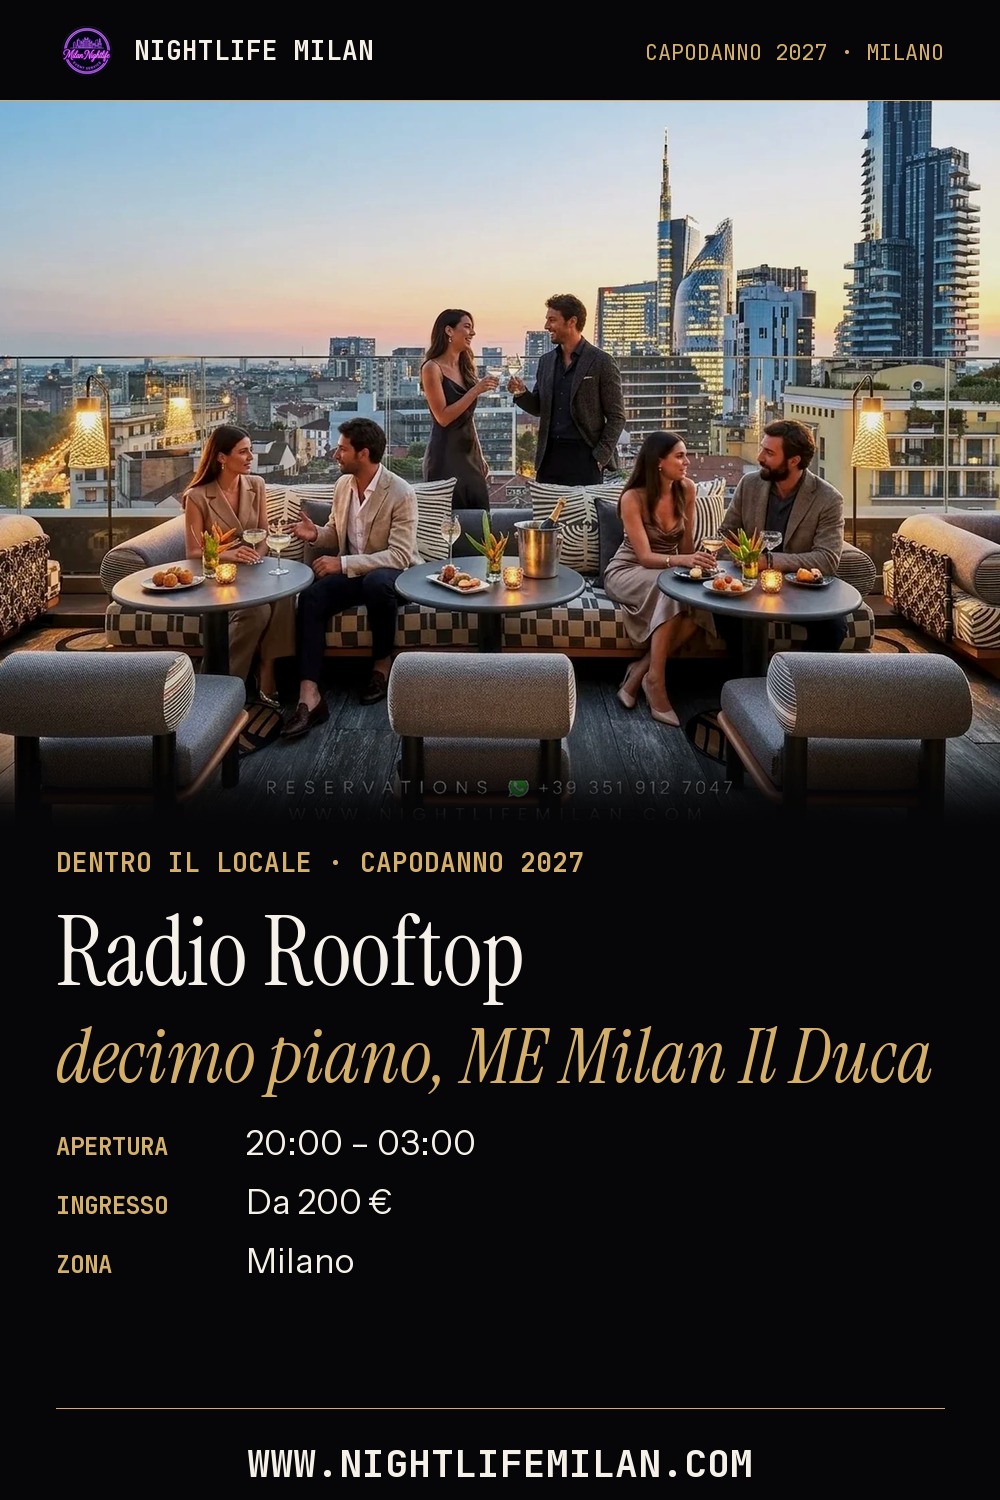 Milan Nightlife
NIGHTLIFE MILAN
CAPODANNO 2027 · MILANO
RESERVATIONS +39 351 912 7047
WWW.NIGHTLIFEMILAN.COM
DENTRO IL LOCALE · CAPODANNO 2027
Radio Rooftop
decimo piano, ME Milan Il Duca
APERTURA 20:00 – 03:00
INGRESSO Da 200 €
ZONA Milano
WWW.NIGHTLIFEMILAN.COM